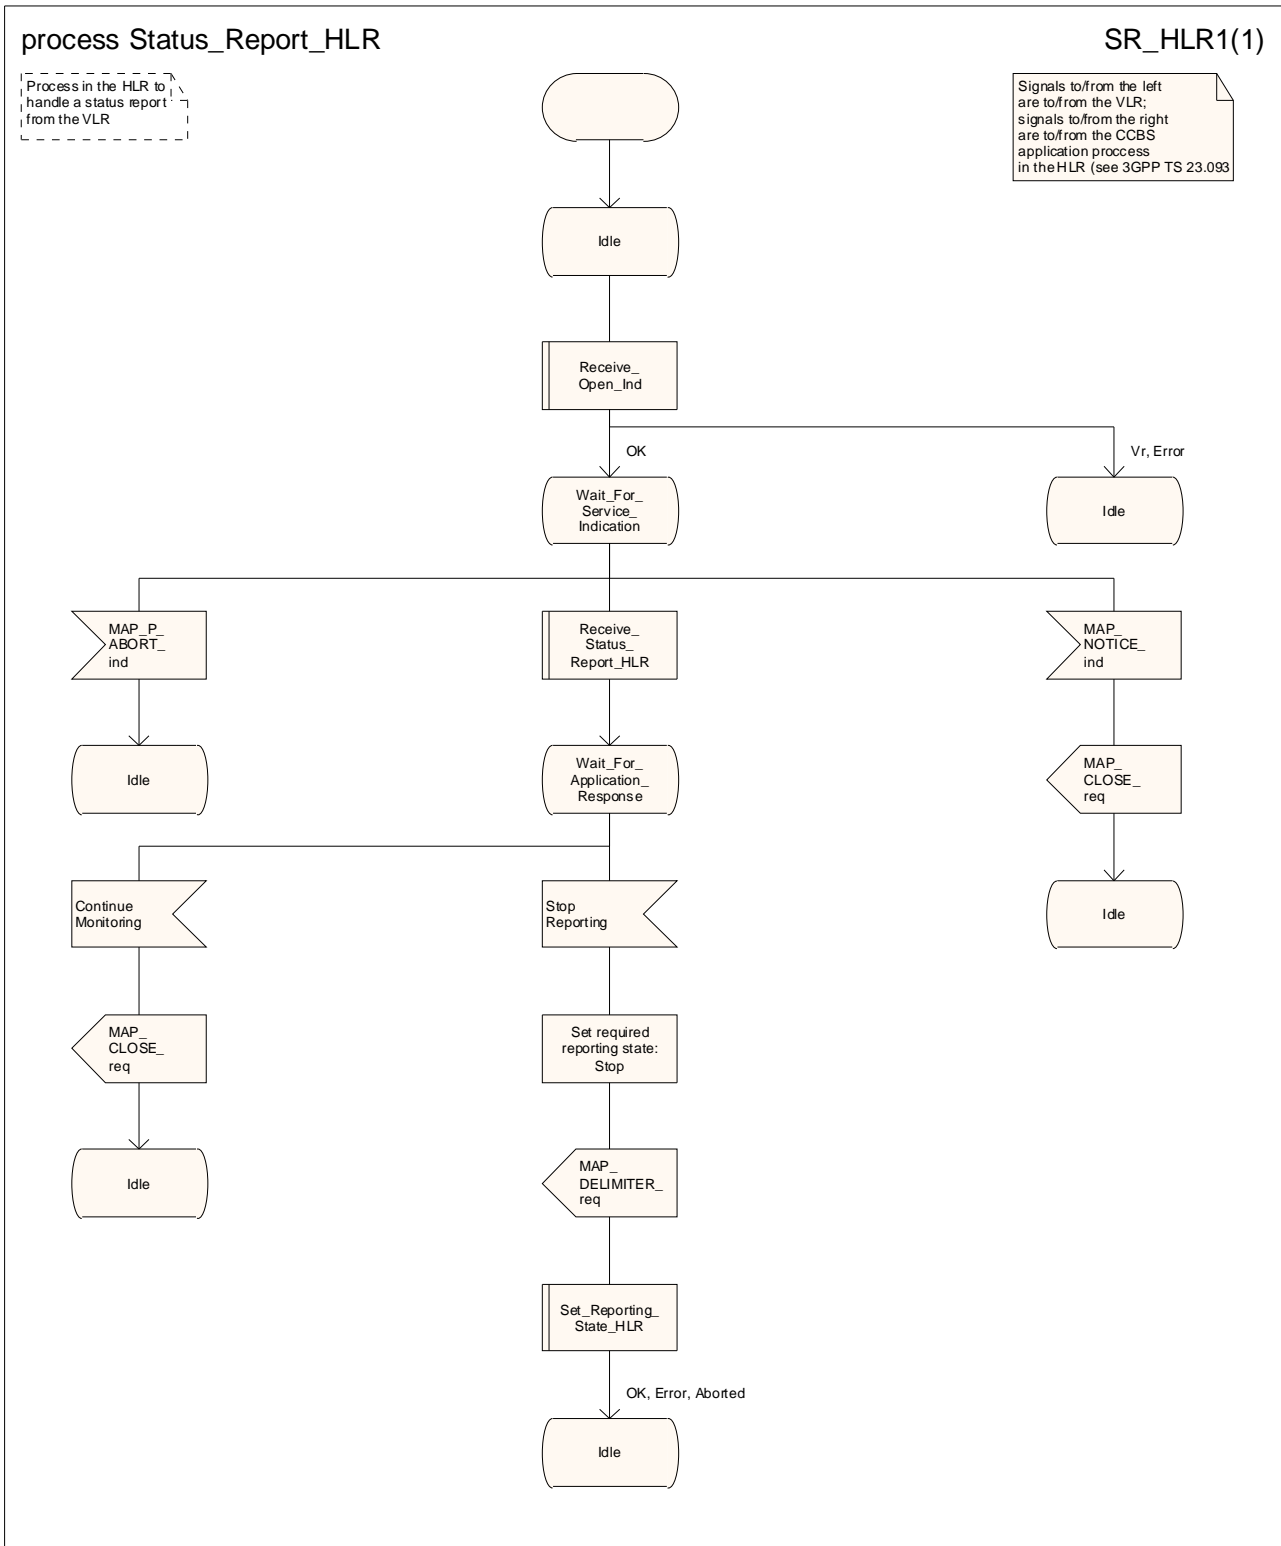 process Status_Report_HLR
SR_HLR1(1)
Process in the HLR to
handle a status report
from the VLR
Signals to/from the left
are to/from the VLR;
signals to/from the right
are to/from the CCBS
application proccess
in the HLR (see 3GPP TS 23.093
Idle
Receive_
Open_Ind
OK
Vr, Error
Wait_For_
Service_
Indication
Idle
MAP_P_
ABORT_
ind
Receive_
Status_
Report_HLR
MAP_
NOTICE_
ind
Idle
Wait_For_
Application_
Response
MAP_
CLOSE_
req
Continue
Monitoring
Stop
Reporting
Idle
MAP_
CLOSE_
req
Set required
reporting state:
Stop
Idle
MAP_
DELIMITER_
req
Set_Reporting_
State_HLR
OK, Error, Aborted
Idle